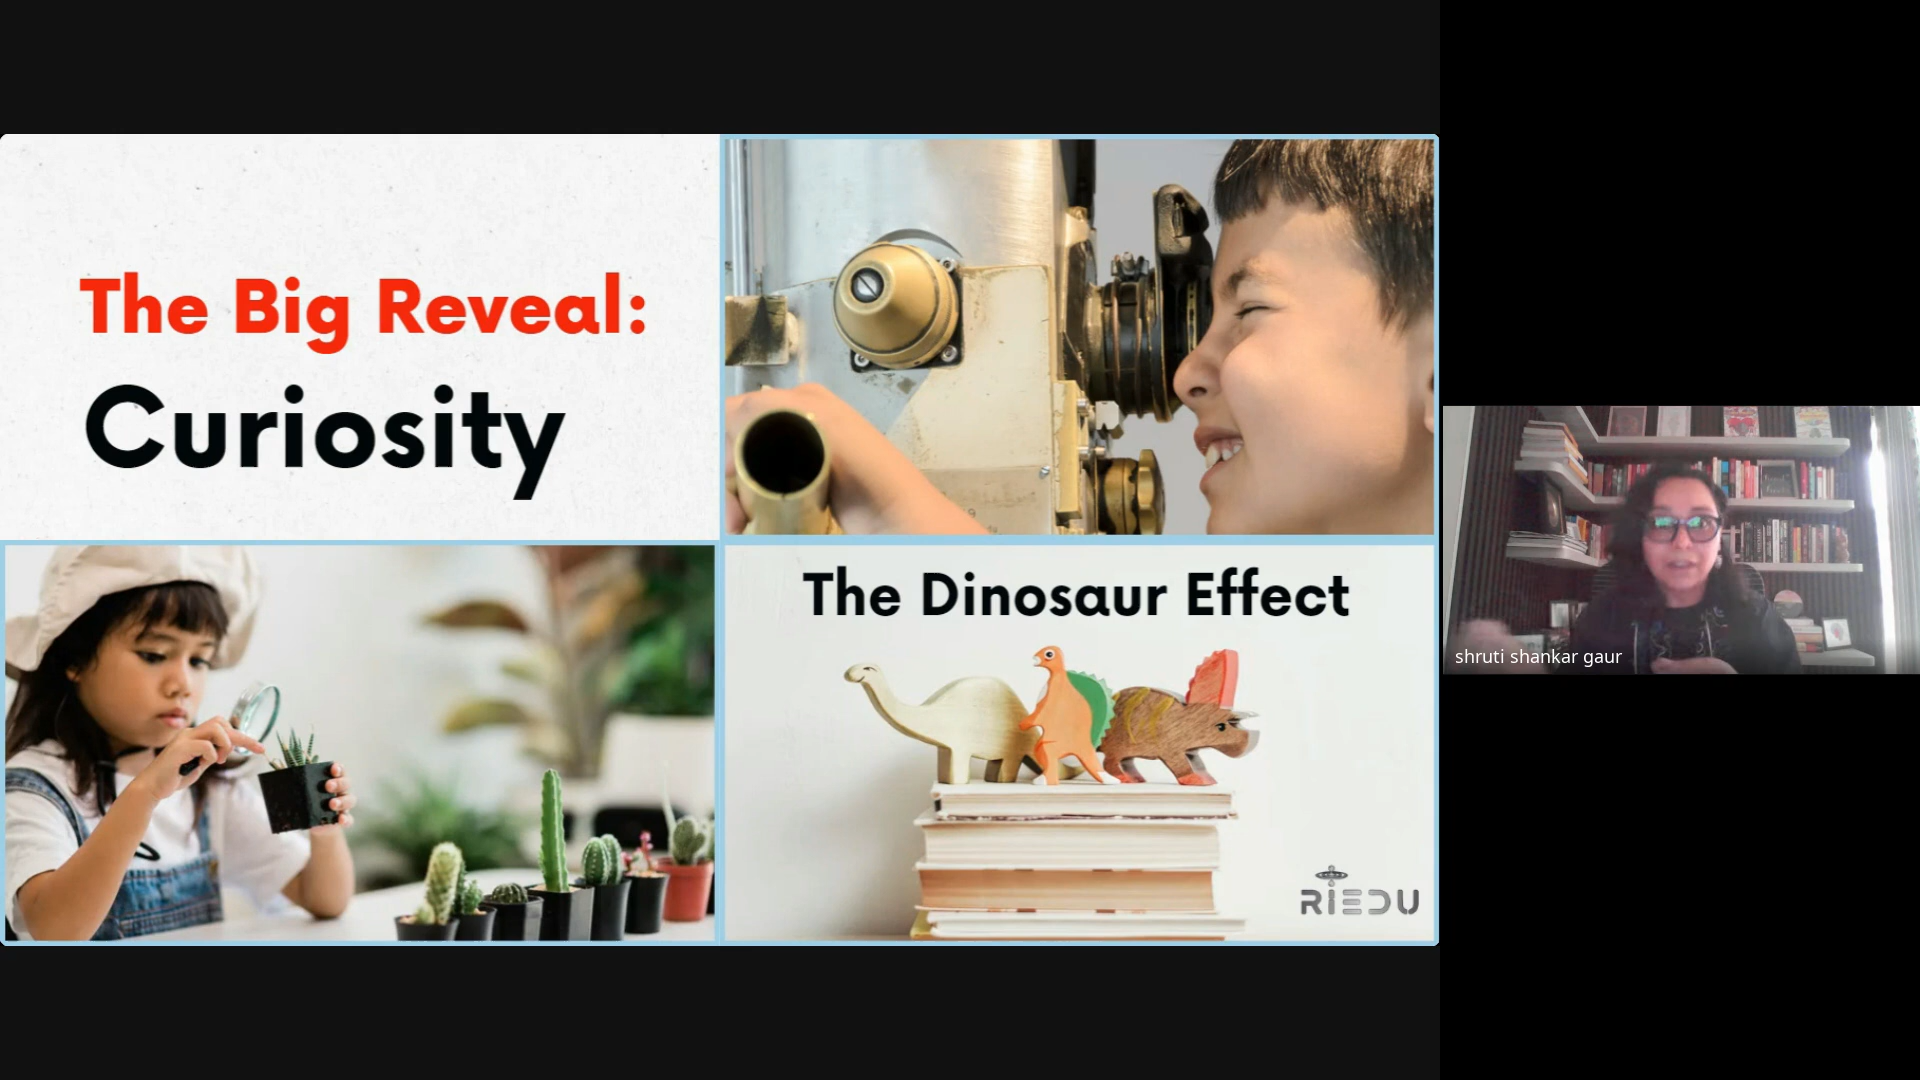 The Big Reveal:
Curiosity
The Dinosaur Effect
RIEDU
shruti shankar gaur